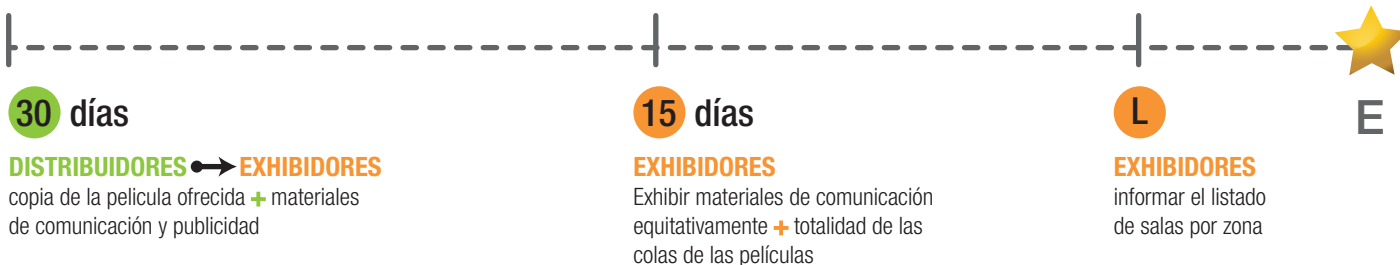 30 días
DISTRIBUIDORES EXHIBIDORES
copia de la pelicula ofrecida + materiales
de comunicación y publicidad
15 días
EXHIBIDORES
Exhibir materiales de comunicación
equitativamente + totalidad de las
colas de las películas
L
EXHIBIDORES
informar el listado
de salas por zona
E